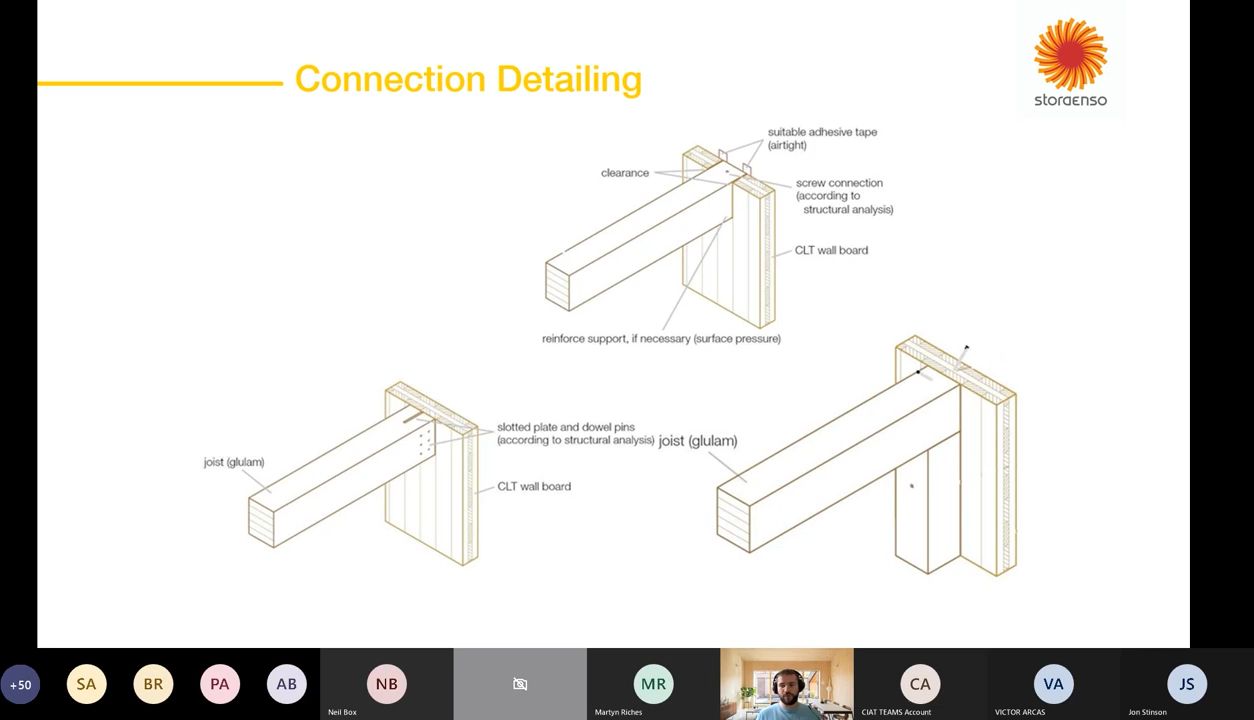 Connection Detailing
storaenso
suitable adhesive tape
(airtight)
clearance
screw connection
(according to
structural analysis)
CLT wall board
reinforce support, if necessary (surface pressure)
slotted plate and dowel pins
(according to structural analysis)
joist (glulam)
joist (glulam)
CLT wall board
+50
SA
BR
PA
AB
NB
MR
CA
VA
JS
Neil Box
Martyn Riches
CIAT TEAMS Account
VICTOR ARCAS
Jon Stinson